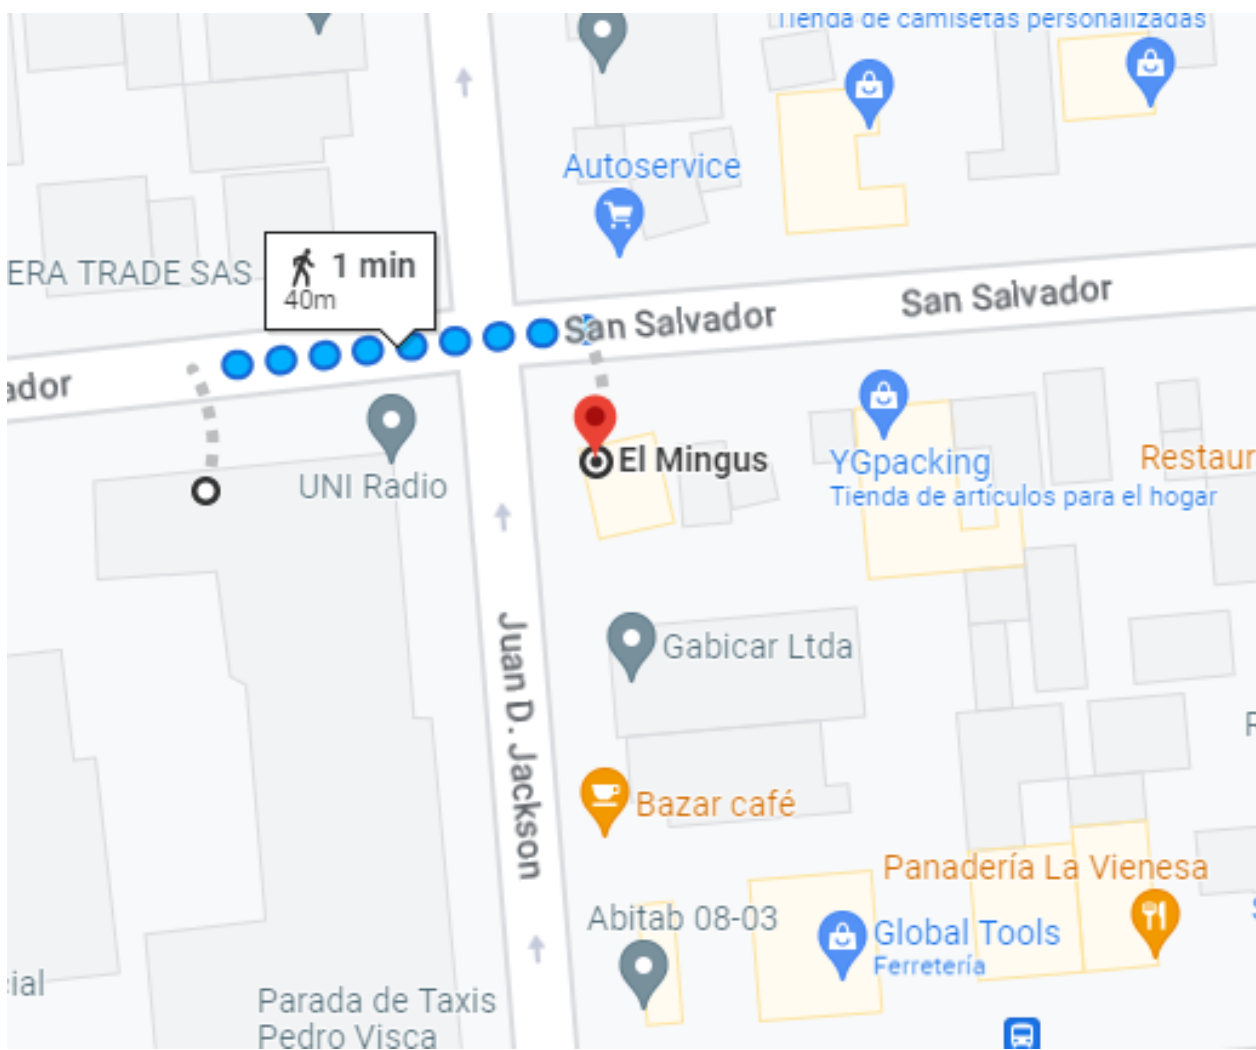 Tienda de camisetas personalizadas
Autoservice
ERA TRADE SAS
1 min
40m
San Salvador
San Salvador
ador
El Mingus
UNI Radio
YGpacking
Tienda de artículos para el hogar
Restaur
Juan D. Jackson
Gabicar Ltda
Bazar café
Panadería La Vienesa
Abitab 08-03
Global Tools
Ferretería
cial
Parada de Taxis
Pedro Visca